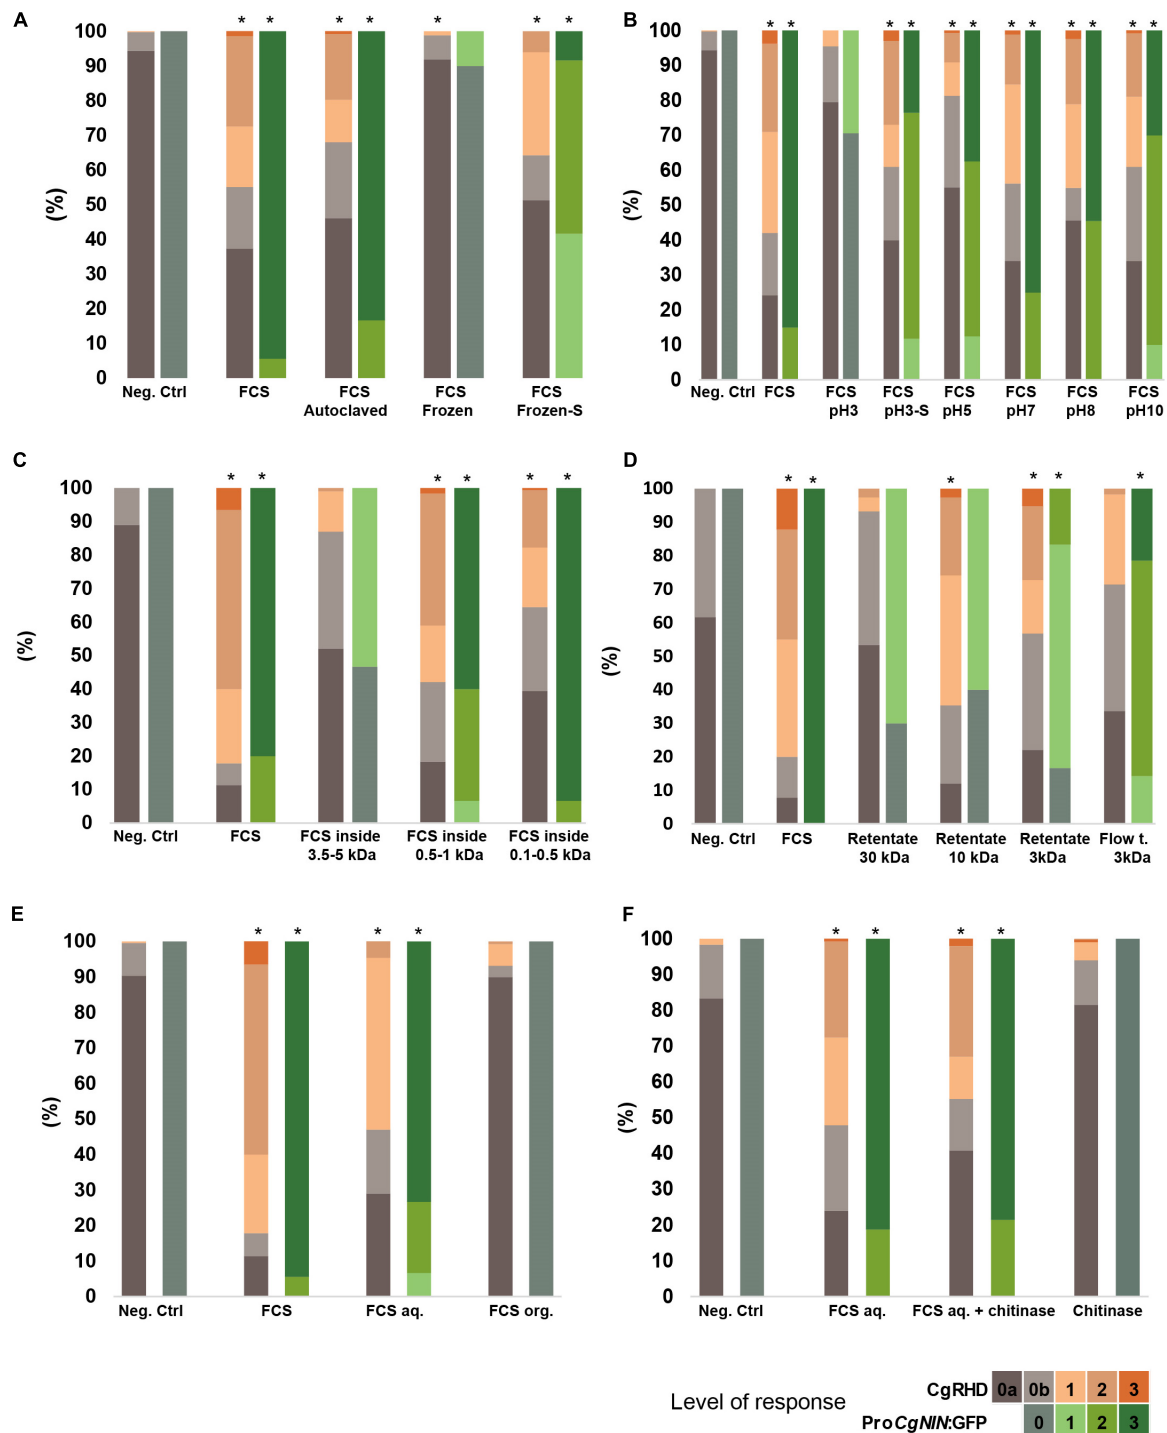 A
* * * * * * *
100
90
80
70
60
50
40
30
20
10
0
(%)
Neg. Ctrl
FCS
FCS
Autoclaved
FCS
Frozen
FCS
Frozen-S
B
* * * * * * * * * * * *
100
90
80
70
60
50
40
30
20
10
0
(%)
Neg. Ctrl
FCS
FCS
pH3
FCS
pH3-S
FCS
pH5
FCS
pH7
FCS
pH8
FCS
pH10
C
* * * * * *
100
90
80
70
60
50
40
30
20
10
0
(%)
Neg. Ctrl
FCS
FCS inside
3.5-5 kDa
FCS inside
0.5-1 kDa
FCS inside
0.1-0.5 kDa
D
* * * * * *
100
90
80
70
60
50
40
30
20
10
0
(%)
Neg. Ctrl
FCS
Retentate
30 kDa
Retentate
10 kDa
Retentate
3kDa
Flow t.
3kDa
E
* * * *
100
90
80
70
60
50
40
30
20
10
0
(%)
Neg. Ctrl
FCS
FCS aq.
FCS org.
F
* * * *
100
90
80
70
60
50
40
30
20
10
0
(%)
Neg. Ctrl
FCS aq.
FCS aq. + chitinase
Chitinase
Level of response
CgRHD 0a 0b 1 2 3
ProCgNIN:GFP 0 1 2 3